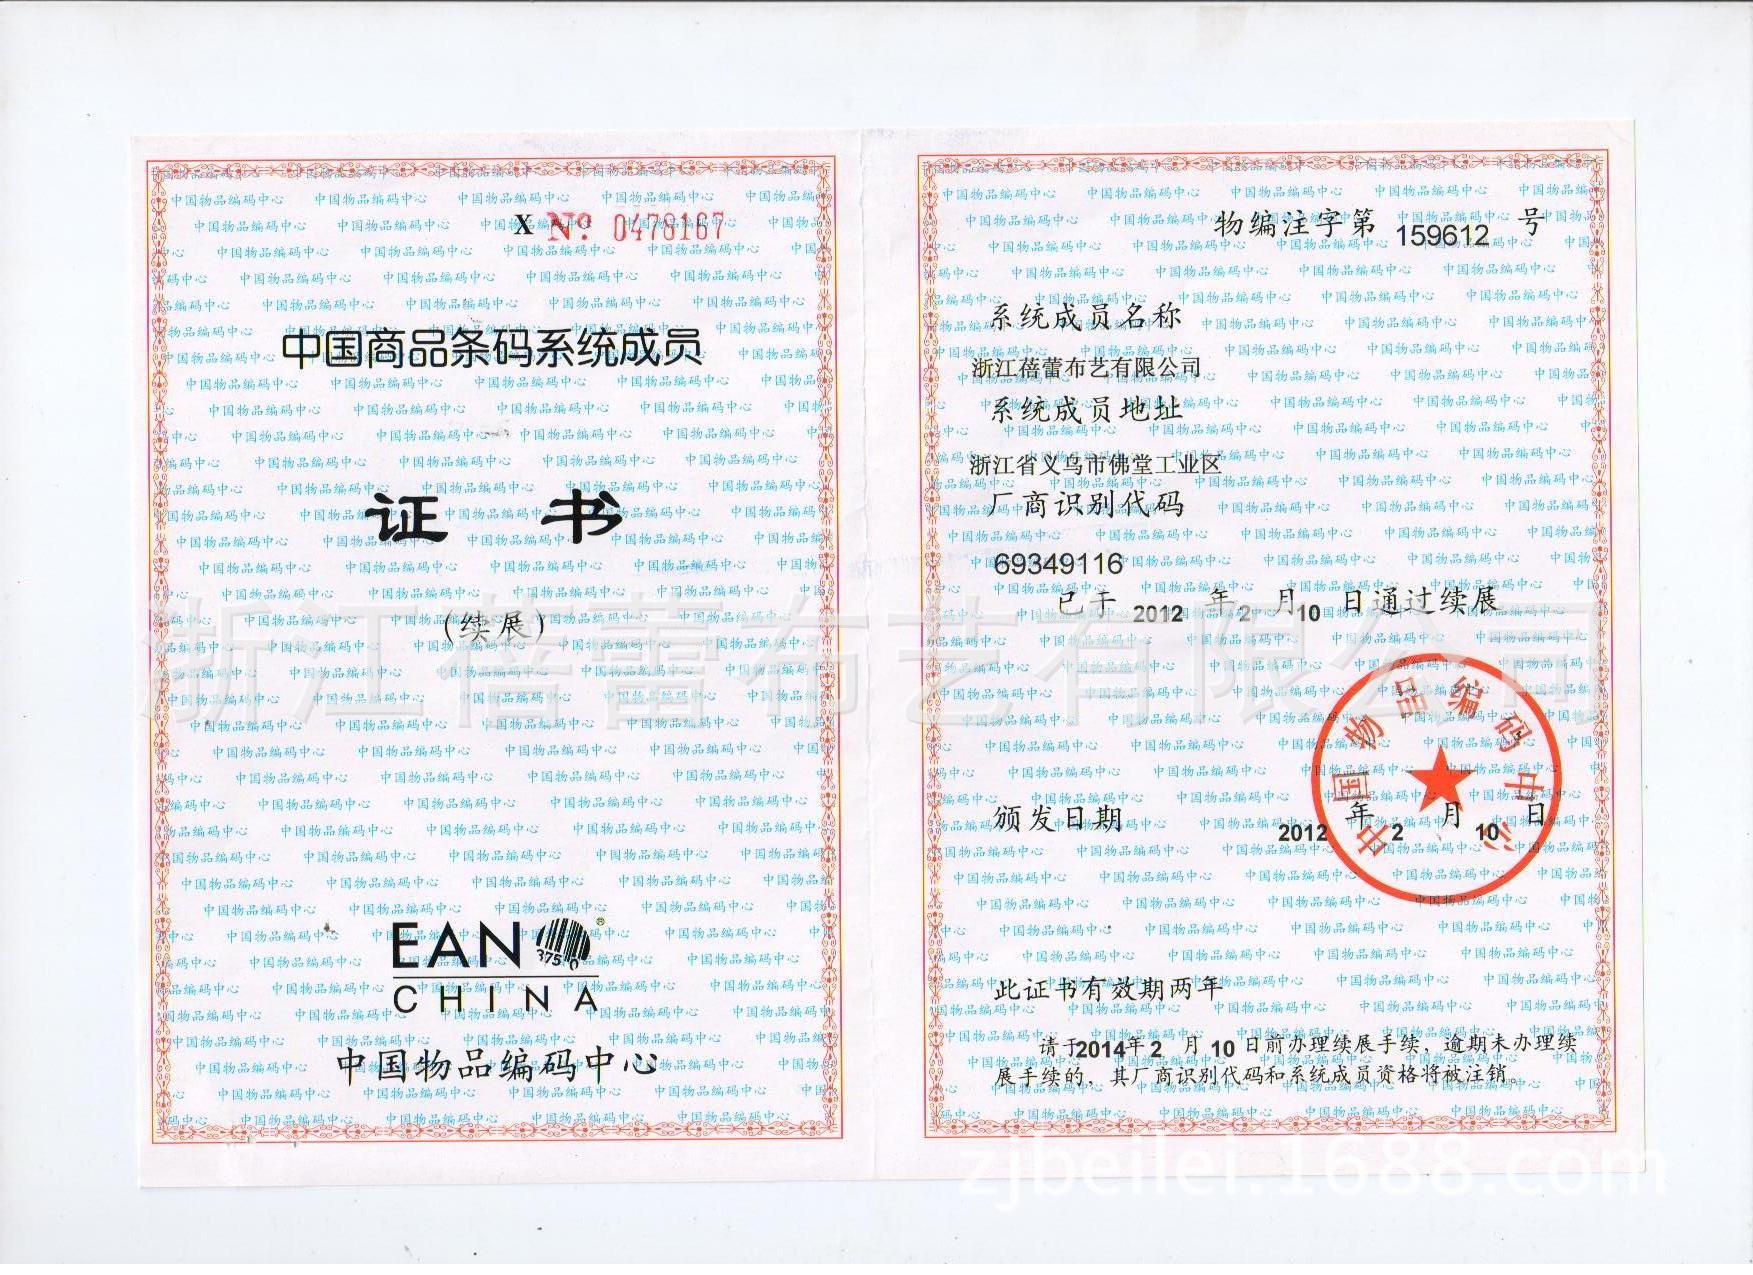 X № 0478167
中国商品条码系统成员
证 书
(续展)
EAN ®
CHINA
中国物品编码中心
物编注字第 159612 号
系统成员名称
浙江蓓蕾布艺有限公司
系统成员地址
浙江省义乌市佛堂工业区
厂商识别代码
69349116
已于 2012 年 2 月 10 日通过续展
中国物品编码中心
颁发日期 2012 年 2 月 10 日
此证书有效期两年
请于2014年 2 月 10 日前办理续展手续，逾期未办理续
展手续的，其厂商识别代码和系统成员资格将被注销。
浙江蓓蕾布艺有限公司
zjbeilei.1688.com